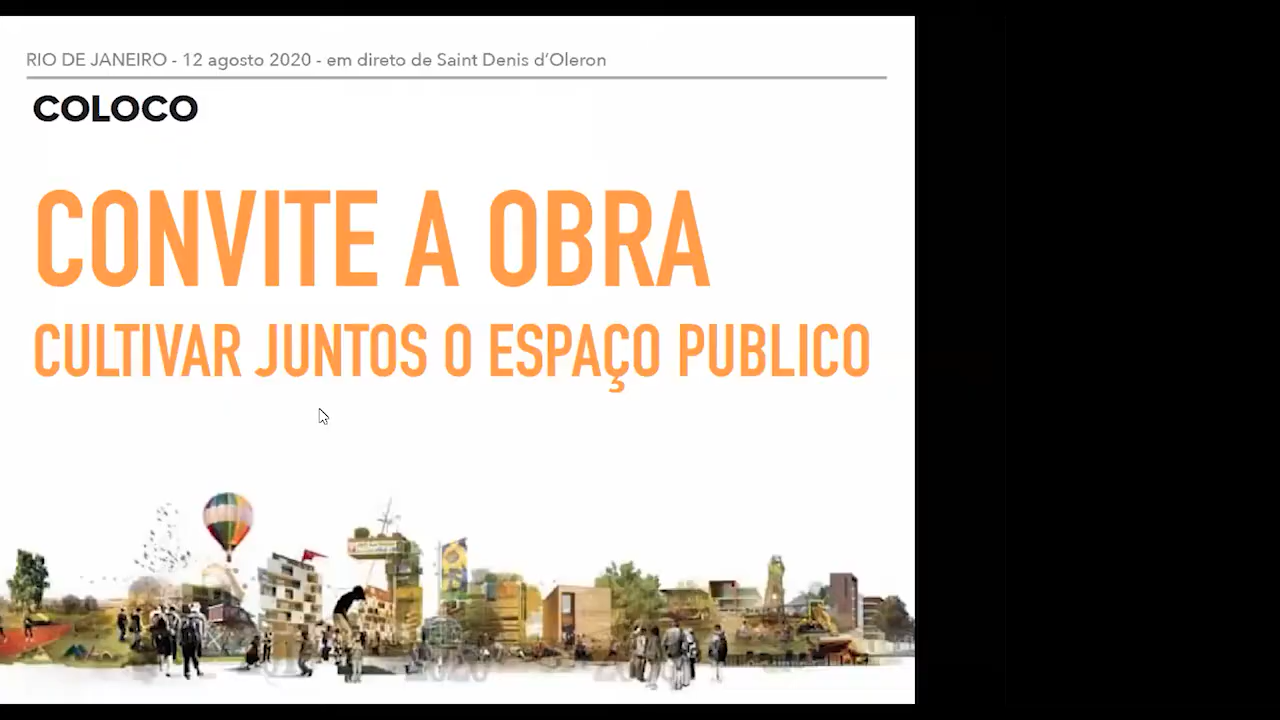 RIO DE JANEIRO - 12 agosto 2020 - em direto de Saint Denis d'Oleron
COLOCO
CONVITE A OBRA
CULTIVAR JUNTOS O ESPAÇO PUBLICO